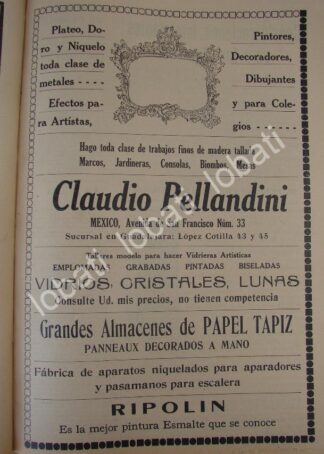 Plateo, Do-
ro y Niquelo
toda clase de
metales - - - -
Efectos pa-
ra Artistas,
Pintores,
Decoradores,
Dibujantes
y para Cole-
gios - - - - -
Hago toda clase de trabajos finos de madera tallada
Marcos, Jardineras, Consolas, Biombos, Mesas
Claudio Pellandini
MEXICO, Avenida de San Francisco Núm. 33
Sucursal en Guadalajara: López Cotilla 43 y 45
Talleres modelo para hacer Vidrieras Artísticas
EMPLOMADAS GRABADAS PINTADAS BISELADAS
VIDRIOS, CRISTALES, LUNAS
Consulte Ud. mis precios, no tienen competencia
Grandes Almacenes de PAPEL TAPIZ
PANNEAUX DECORADOS A MANO
Fábrica de aparatos niquelados para aparadores
y pasamanos para escalera
RIPOLIN
Es la mejor pintura Esmalte que se conoce
lobati lobati lobati